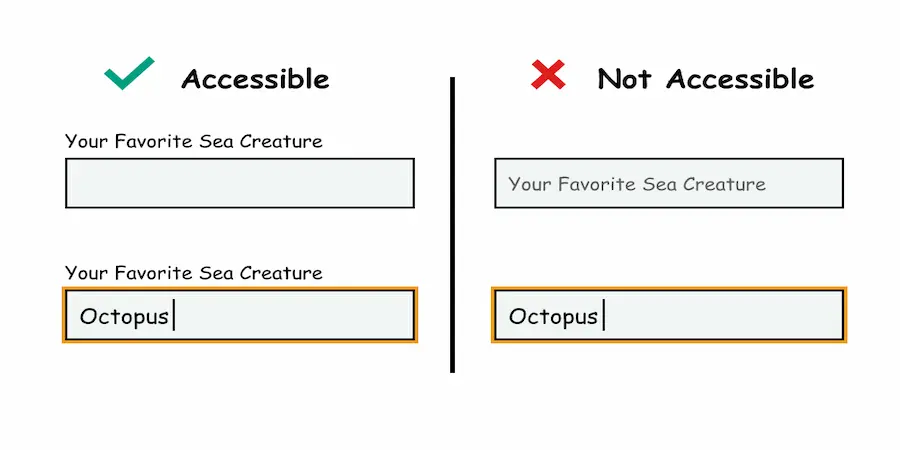 Accessible
Your Favorite Sea Creature
Your Favorite Sea Creature
Octopus
Not Accessible
Your Favorite Sea Creature
Octopus